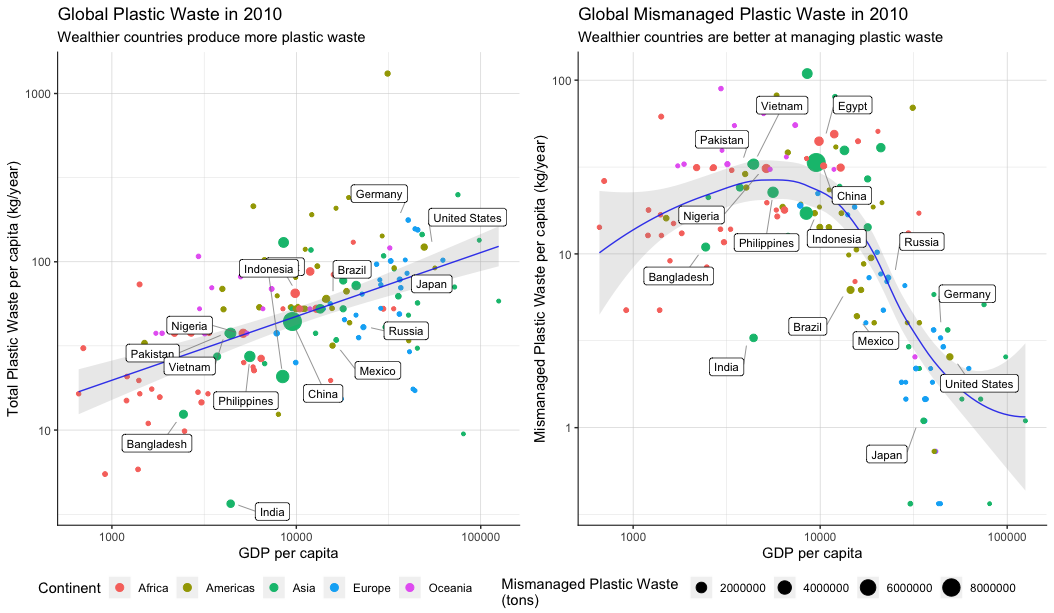 Global Plastic Waste in 2010
Wealthier countries produce more plastic waste
Total Plastic Waste per capita (kg/year)
1000
100
10
Germany
United States
Indonesia
Brazil
Japan
Nigeria
Pakistan
Vietnam
Russia
Mexico
Philippines
China
Bangladesh
India
1000
10000
100000
GDP per capita
Global Mismanaged Plastic Waste in 2010
Wealthier countries are better at managing plastic waste
Mismanaged Plastic Waste per capita (kg/year)
100
10
1
Vietnam
Egypt
Pakistan
China
Nigeria
Philippines
Indonesia
Russia
Bangladesh
Germany
Brazil
Mexico
India
United States
Japan
1000
10000
100000
GDP per capita
Continent
Africa
Americas
Asia
Europe
Oceania
Mismanaged Plastic Waste
(tons)
2000000
4000000
6000000
8000000